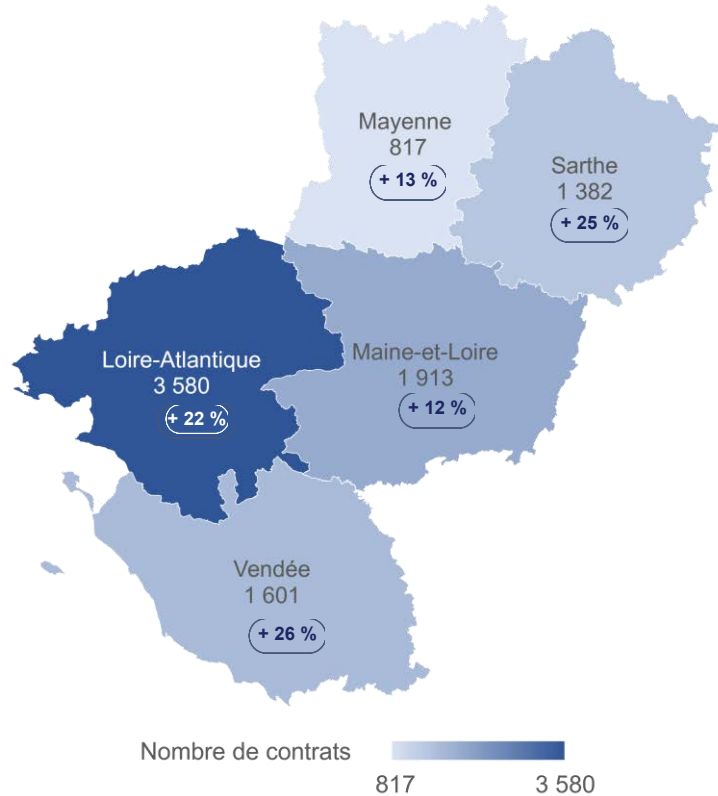 Mayenne
817
+ 13 %
Sarthe
1 382
+ 25 %
Loire-Atlantique
3 580
+ 22 %
Maine-et-Loire
1 913
+ 12 %
Vendée
1 601
+ 26 %
Nombre de contrats
817 3 580